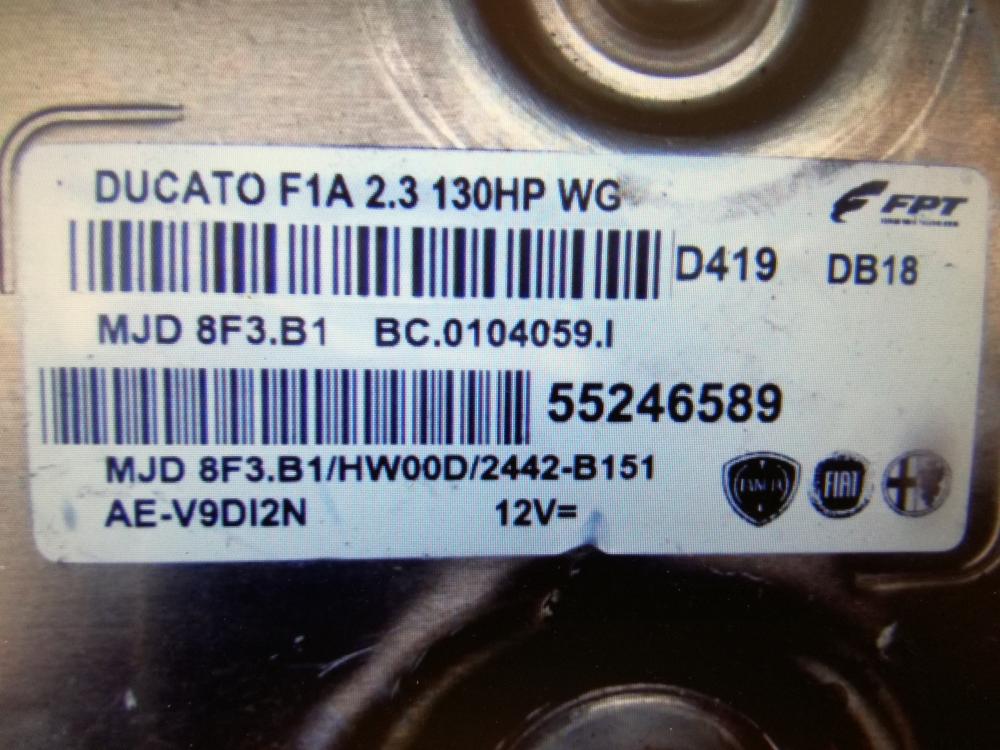 DUCATO F1A 2.3 130HP WG
FPT
D419 DB18
MJD 8F3.B1 BC.0104059.I
55246589
MJD 8F3.B1/HW00D/2442-B151
AE-V9DI2N 12V=
LANCIA FIAT